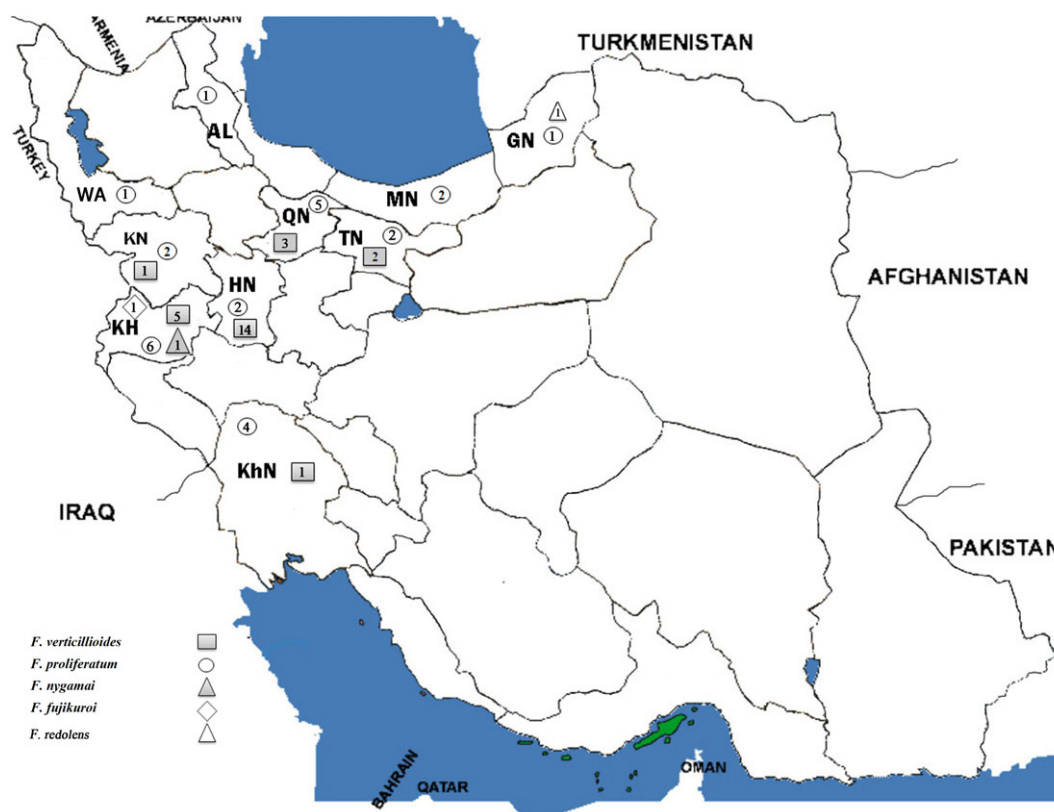 ARMENIA
AZERBAIJAN
TURKMENISTAN
TURKEY
1
AL
1
GN
1
WA
1
MN
2
5
QN
3
TN
2
2
KN
2
1
HN
2
14
1
KH
5
6
1
AFGHANISTAN
4
KhN
1
IRAQ
PAKISTAN
F. verticillioides
F. proliferatum
F. nygamai
F. fujikuroi
F. redolens
BAHRAIN
QATAR
OMAN